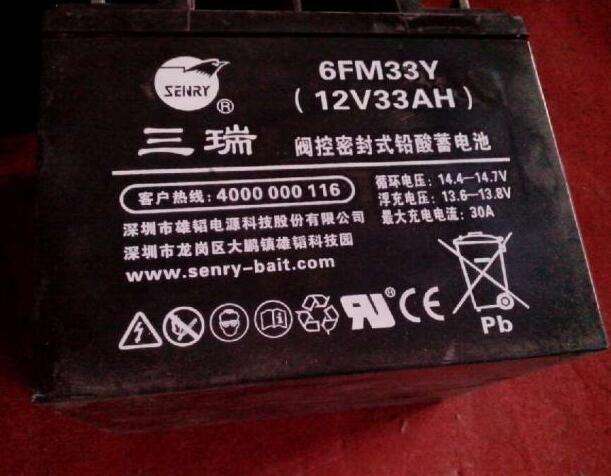 SENRY
®
6FM33Y
(12V33AH)
三瑞 阀控密封式铅酸蓄电池
客户热线: 4000 000 116
循环电压: 14.4—14.7V
浮充电压: 13.6—13.8V
最大充电电流: 30A
深圳市雄韬电源科技股份有限公司
深圳市龙岗区大鹏镇雄韬科技园
www.senry-bait.com
UR ® CE
Pb